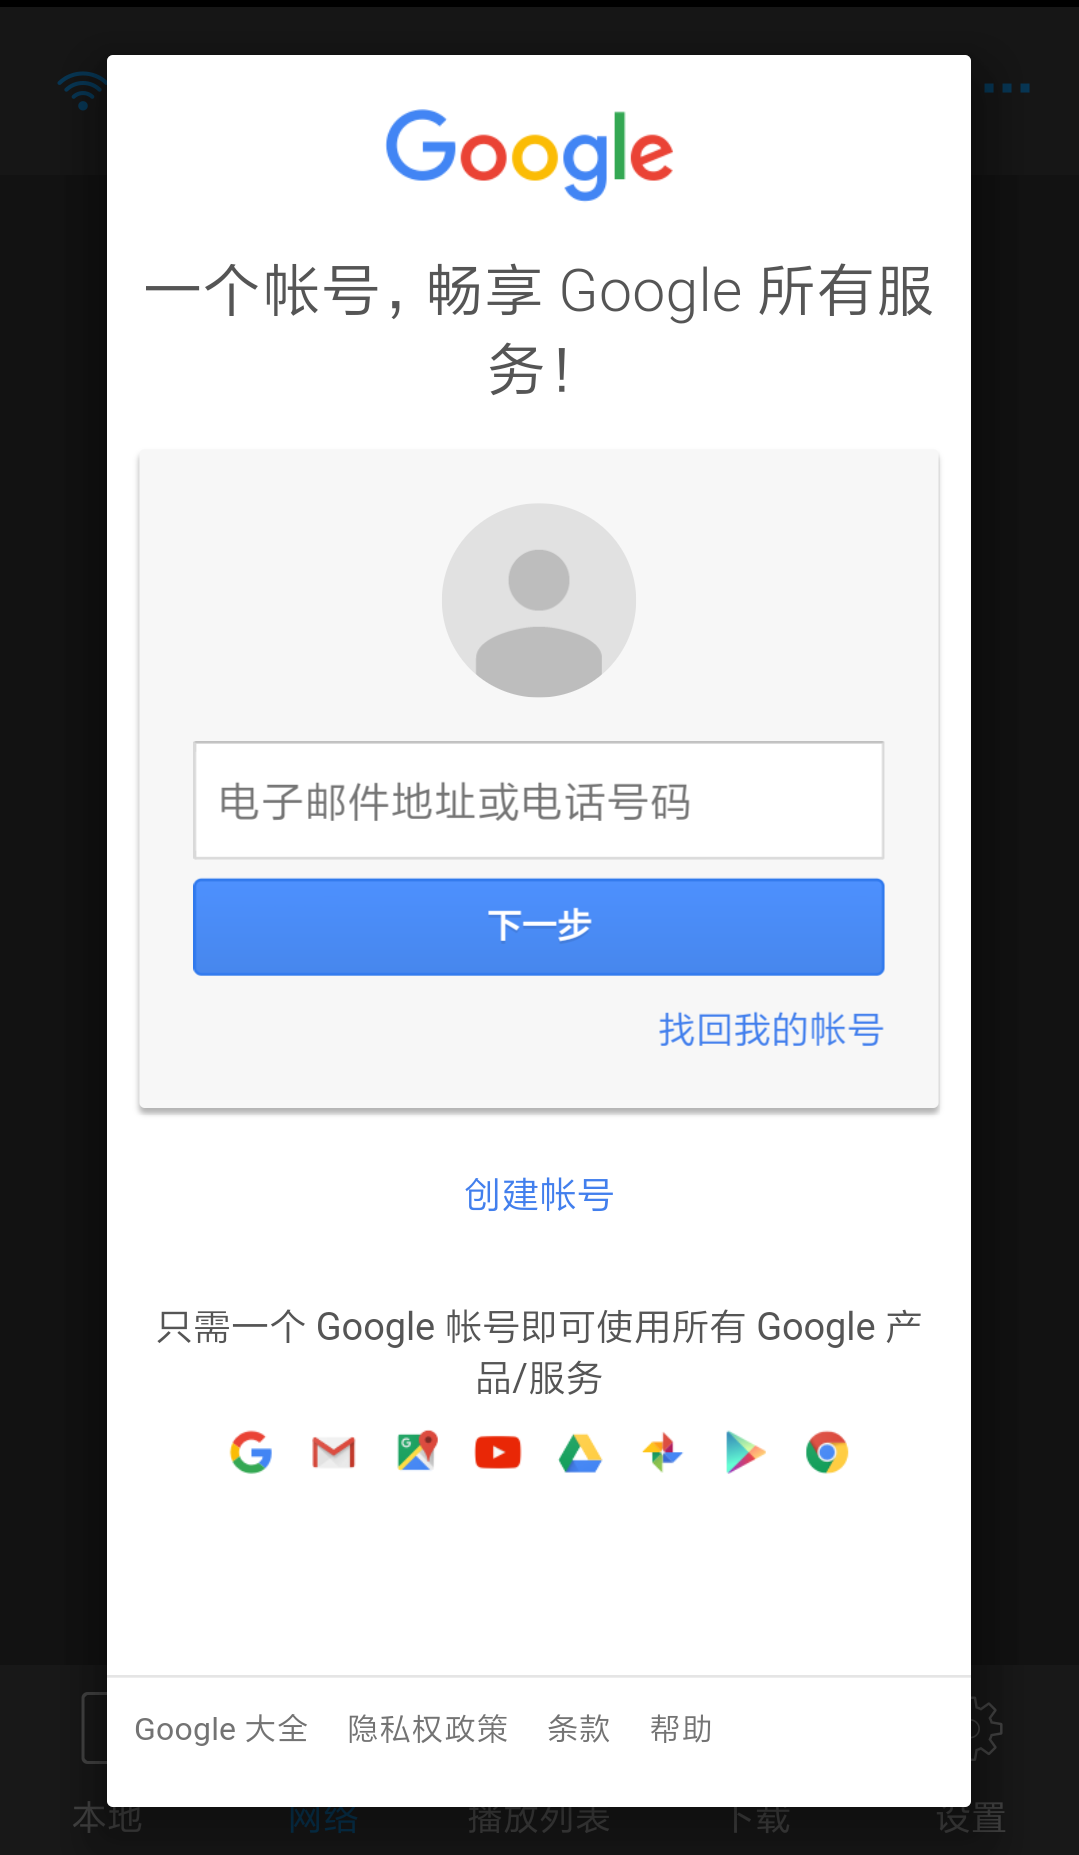 Google
一个帐号，畅享 Google 所有服
务！
电子邮件地址或电话号码
下一步
找回我的帐号
创建帐号
只需一个 Google 帐号即可使用所有 Google 产
品/服务
Google 大全 隐私权政策 条款 帮助
本地 网络 播放列表 下载 设置